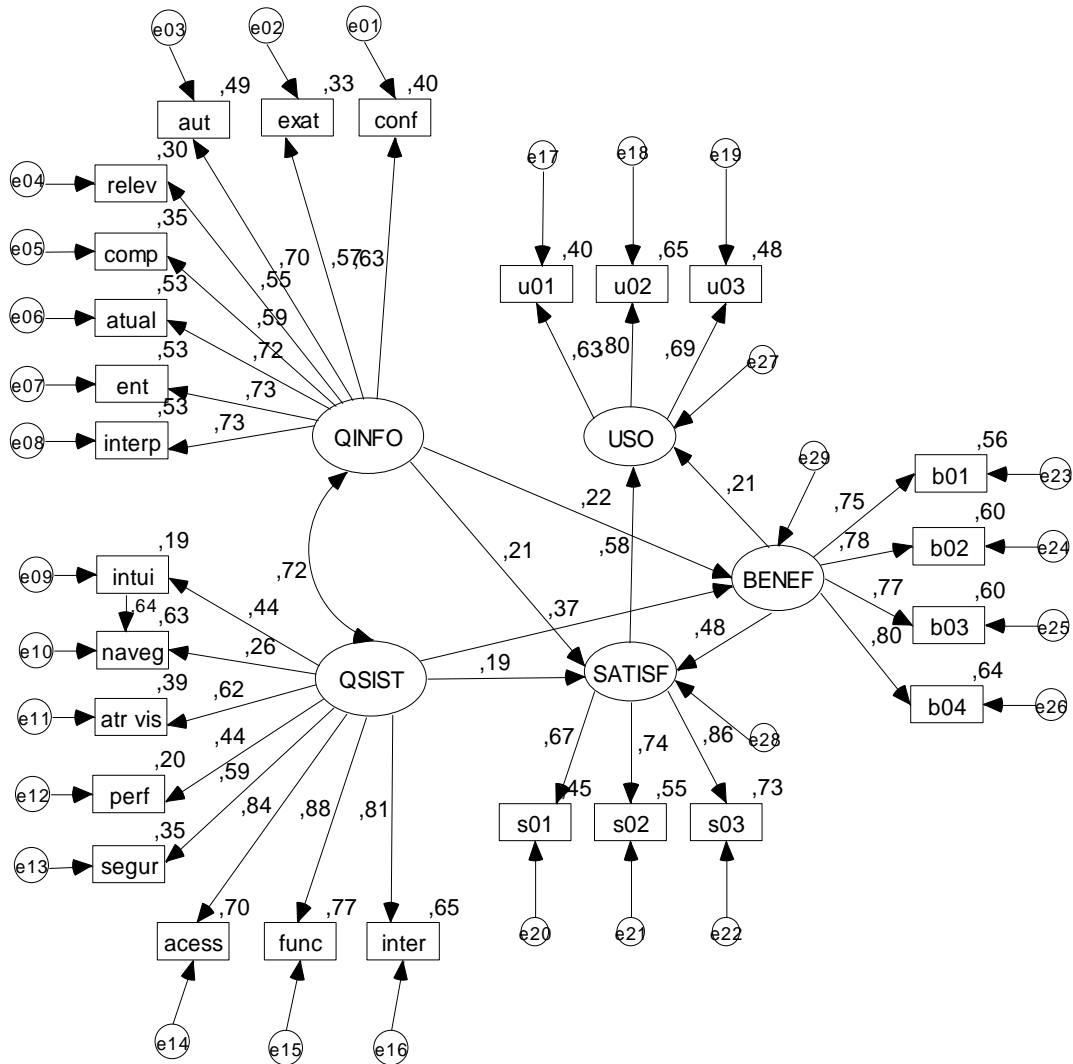 e03
e02
e01
,49
,33
,40
aut
exat
conf
e04
relev
,30
e05
comp
,35
e06
atual
,53
e07
ent
,53
e08
interp
,53
,70
,55
,59
,72
,73
,73
,57
,63
QINFO
e17
e18
e19
,40
,65
,48
u01
u02
u03
,63
,80
,69
e27
USO
e29
,21
,22
,21
,58
,72
,37
,19
,48
BENEF
,75
,78
,77
,80
,56
b01
e23
,60
b02
e24
,60
b03
e25
,64
b04
e26
e09
intui
,19
,64
,63
e10
naveg
,39
e11
atr vis
,20
e12
perf
,35
e13
segur
,44
,26
,62
,44
,59
,84
,88
,81
QSIST
SATISF
e28
,67
,74
,86
,45
,55
,73
s01
s02
s03
e20
e21
e22
,70
,77
,65
acess
func
inter
e14
e15
e16